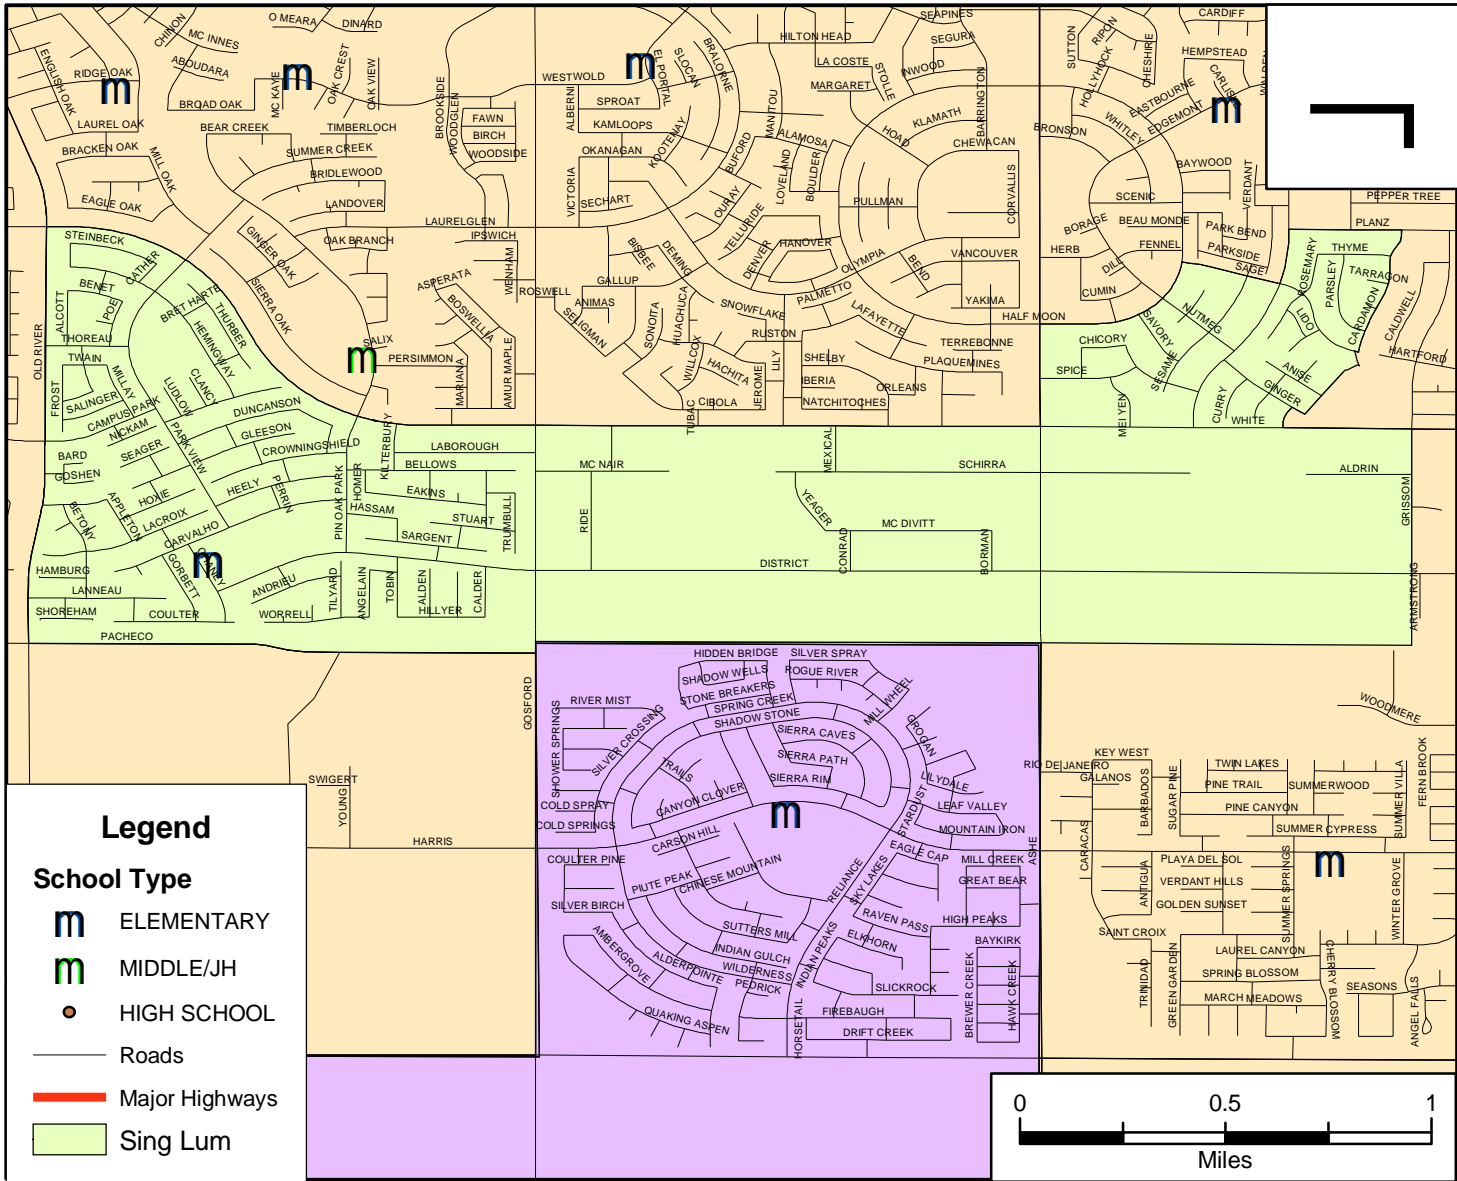 O MEARA
DINARD
CHINON
MC INNES
ABOUDARA
ENGLISH OAK
RIDGE OAK
MC KAYE
OAK CREST
OAK VIEW
BROAD OAK
LAUREL OAK
BEAR CREEK
TIMBERLOCH
BRACKEN OAK
MILL OAK
SUMMER CREEK
BRIDLEWOOD
EAGLE OAK
LANDOVER
BROOKSIDE
WOODGLEN
FAWN
BIRCH
WOODSIDE
LAURELGLEN
WESTWOLD
ALBERNI
SPROAT
KAMLOOPS
OKANAGAN
KOOTENAY
VICTORIA
SECHART
EL PORTAL
SLOCAN
BRALORNE
HILTON HEAD
SEAPINES
SEGURA
LA COSTE
INWOOD
MARGARET
STOLLE
MANITOU
ALAMOSA
BUFORD
LOVELAND
BOULDER
OURAY
TELLURIDE
DENVER
HANOVER
HOAD
KLAMATH
BARRINGTON
CHEWACAN
PULLMAN
CORVALLIS
OLYMPIA
BEND
VANCOUVER
YAKIMA
SUTTON
RIPON
HOLLYHOCK
CHESHIRE
CARDIFF
HEMPSTEAD
CARLISLE
EASTBOURNE
EDGEMONT
WHITLEY
BRONSON
BAYWOOD
VERDANT
SCENIC
BORAGE
BEAU MONDE
PARK BEND
HERB
FENNEL
PARKSIDE
DILL
SAGE
CUMIN
PEPPER TREE
PLANZ
THYME
ROSEMARY
PARSLEY
TARRAGON
LIDO
CARDAMON
CALDWELL
HARTFORD
STEINBECK
CATHER
GINGER OAK
OAK BRANCH
IPSWICH
WENHAM
ROSWELL
ASPERATA
BOSWELLIA
SIERRA OAK
BENET
ALCOTT
POE
BRET HARTE
THURBER
HEMINGWAY
THOREAU
OLD RIVER
TWAIN
MILLAY
FROST
SALINGER
CAMPUS PARK
LUDLOW
CLANCY
SALIX
PERSIMMON
MARIANA
AMUR MAPLE
BISBEE
DEMING
GALLUP
ANIMAS
SELIGMAN
SONOITA
HUACHUCA
SNOWFLAKE
PALMETTO
LAFAYETTE
RUSTON
WILLCOX
HACHITA
JEROME
LILY
SHELBY
IBERIA
NATCHITOCHES
ORLEANS
PLAQUEMINES
TERREBONNE
HALF MOON
TUBAC
CIBOLA
CHICORY
SPICE
SAVORY
SESAME
NUTMEG
MEI YEN
CURRY
WHITE
ANISE
GINGER
NICKAM
SEAGER
PARK VIEW
DUNCANSON
GLEESON
CROWNINGSHIELD
KILTERBURY
LABOROUGH
BELLOWS
BARD
GOSHEN
HOXIE
HEELY
PERRIN
PIN OAK PARK
HOMER
EAKINS
HASSAM
STUART
SARGENT
TRUMBULL
BETONY
APPLETON
LACROIX
CARVALHO
CHANEY
GORBETT
ANDRIEU
HAMBURG
LANNEAU
SHOREHAM
COULTER
WORRELL
TILYARD
ANGELAIN
TOBIN
ALDEN
HILLYER
CALDER
PACHECO
MC NAIR
RIDE
MEXICAL
YEAGER
SCHIRRA
MC DIVITT
CONRAD
BORMAN
DISTRICT
ALDRIN
GRISSOM
ARMSTRONG
GOSFORD
SWIGERT
YOUNG
HARRIS
HIDDEN BRIDGE
SILVER SPRAY
SHADOW WELLS
ROGUE RIVER
STONE BREAKERS
SPRING CREEK
SHADOW STONE
MILL WHEEL
RIVER MIST
SHOWER SPRINGS
SILVER CROSSING
SIERRA CAVES
SIERRA PATH
SIERRA RIM
GROGAN
TRAILS
CANYON CLOVER
LILYDALE
COLD SPRAY
COLD SPRINGS
STARDUST
LEAF VALLEY
MOUNTAIN IRON
ASHE
CARSON HILL
COULTER PINE
PIUTE PEAK
CHINESE MOUNTAIN
EAGLE CAP
MILL CREEK
RELIANCE
SKY LAKES
GREAT BEAR
SILVER BIRCH
SUTTERS MILL
RAVEN PASS
HIGH PEAKS
AMBERGROVE
INDIAN GULCH
ELKHORN
BAYKIRK
ALDERPOINTE
WILDERNESS
PEDRICK
INDIAN PEAKS
SLICKROCK
BREWER CREEK
HAWK CREEK
QUAKING ASPEN
HORSETAIL
FIREBAUGH
DRIFT CREEK
WOODMERE
KEY WEST
RIO DE JANEIRO
GALANOS
BARBADOS
SUGAR PINE
TWIN LAKES
PINE TRAIL
SUMMERWOOD
PINE CANYON
SUMMER VILLA
FERN BROOK
SUMMER CYPRESS
CARACAS
ANTIGUA
PLAYA DEL SOL
VERDANT HILLS
GOLDEN SUNSET
SUMMER SPRINGS
WINTER GROVE
SAINT CROIX
LAUREL CANYON
TRINIDAD
GREEN GARDEN
SPRING BLOSSOM
MARCH MEADOWS
CHERRY BLOSSOM
SEASONS
ANGEL FALLS
Legend
School Type
m ELEMENTARY
m MIDDLE/JH
HIGH SCHOOL
Roads
Major Highways
Sing Lum
0 0.5 1
Miles